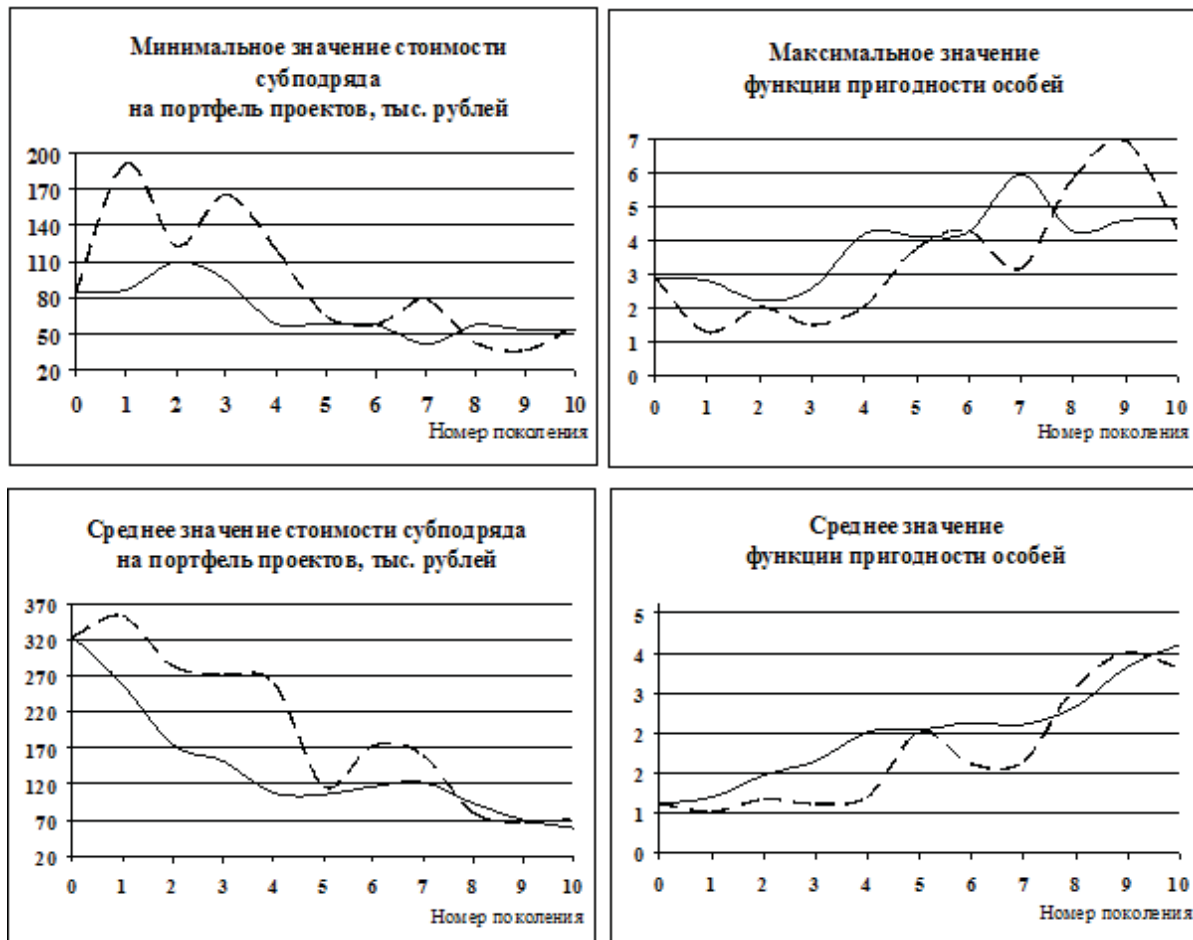 Минимальное значение стоимости
субподряда
на портфель проектов, тыс. рублей
200
170
140
110
80
50
20
0 1 2 3 4 5 6 7 8 9 10
Номер поколения
Максимальное значение
функции пригодности особей
7
6
5
4
3
2
1
0
0 1 2 3 4 5 6 7 8 9 10
Номер поколения
Среднее значение стоимости субподряда
на портфель проектов, тыс. рублей
370
320
270
220
170
120
70
20
0 1 2 3 4 5 6 7 8 9 10
Номер поколения
Среднее значение
функции пригодности особей
5
4
3
2
2
1
0
0 1 2 3 4 5 6 7 8 9 10
Номер поколения